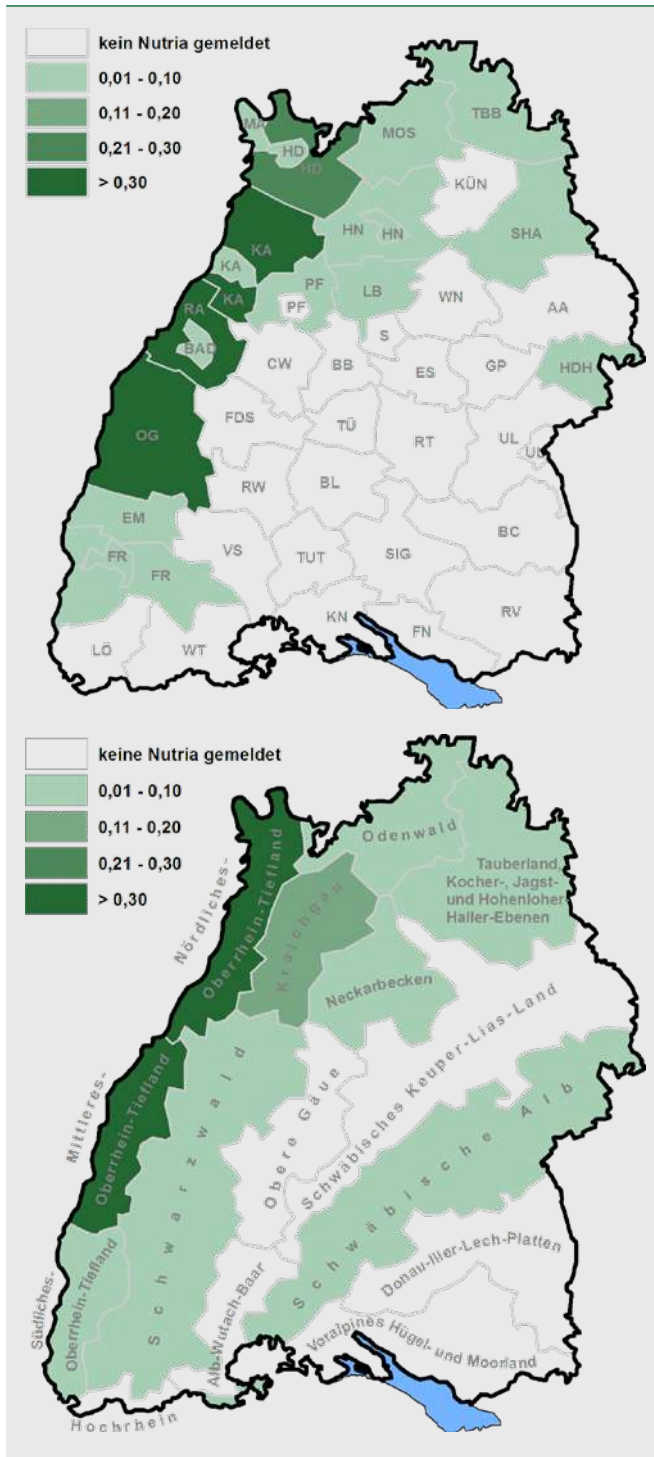 kein Nutria gemeldet
0,01 - 0,10
0,11 - 0,20
0,21 - 0,30
> 0,30
MA
HD
HD
MOS
TBB
KÜN
SHA
HN
HN
KA
KA
KA
PF
PF
LB
WN
AA
RA
BAD
S
CW
BB
ES
GP
HDH
OG
FDS
TÜ
RT
UL
UL
RW
BL
EM
FR
FR
VS
TUT
SIG
BC
LÖ
WT
KN
FN
RV
keine Nutria gemeldet
0,01 - 0,10
0,11 - 0,20
0,21 - 0,30
> 0,30
Nördliches-
Oberrhein-Tiefland
Odenwald
Kraichgau
Tauberland,
Kocher-, Jagst-
und Hohenloher-
Haller-Ebenen
Neckarbecken
Mittleres-
Oberrhein-Tiefland
Schwarzwald
Obere Gäue
Schwäbisches Keuper-Lias-Land
Schwäbische Alb
Südliches-
Oberrhein-Tiefland
Alb-Wutach-Baar
Donau-Iller-Lech-Platten
Voralpines Hügel- und Moorland
Hochrhein